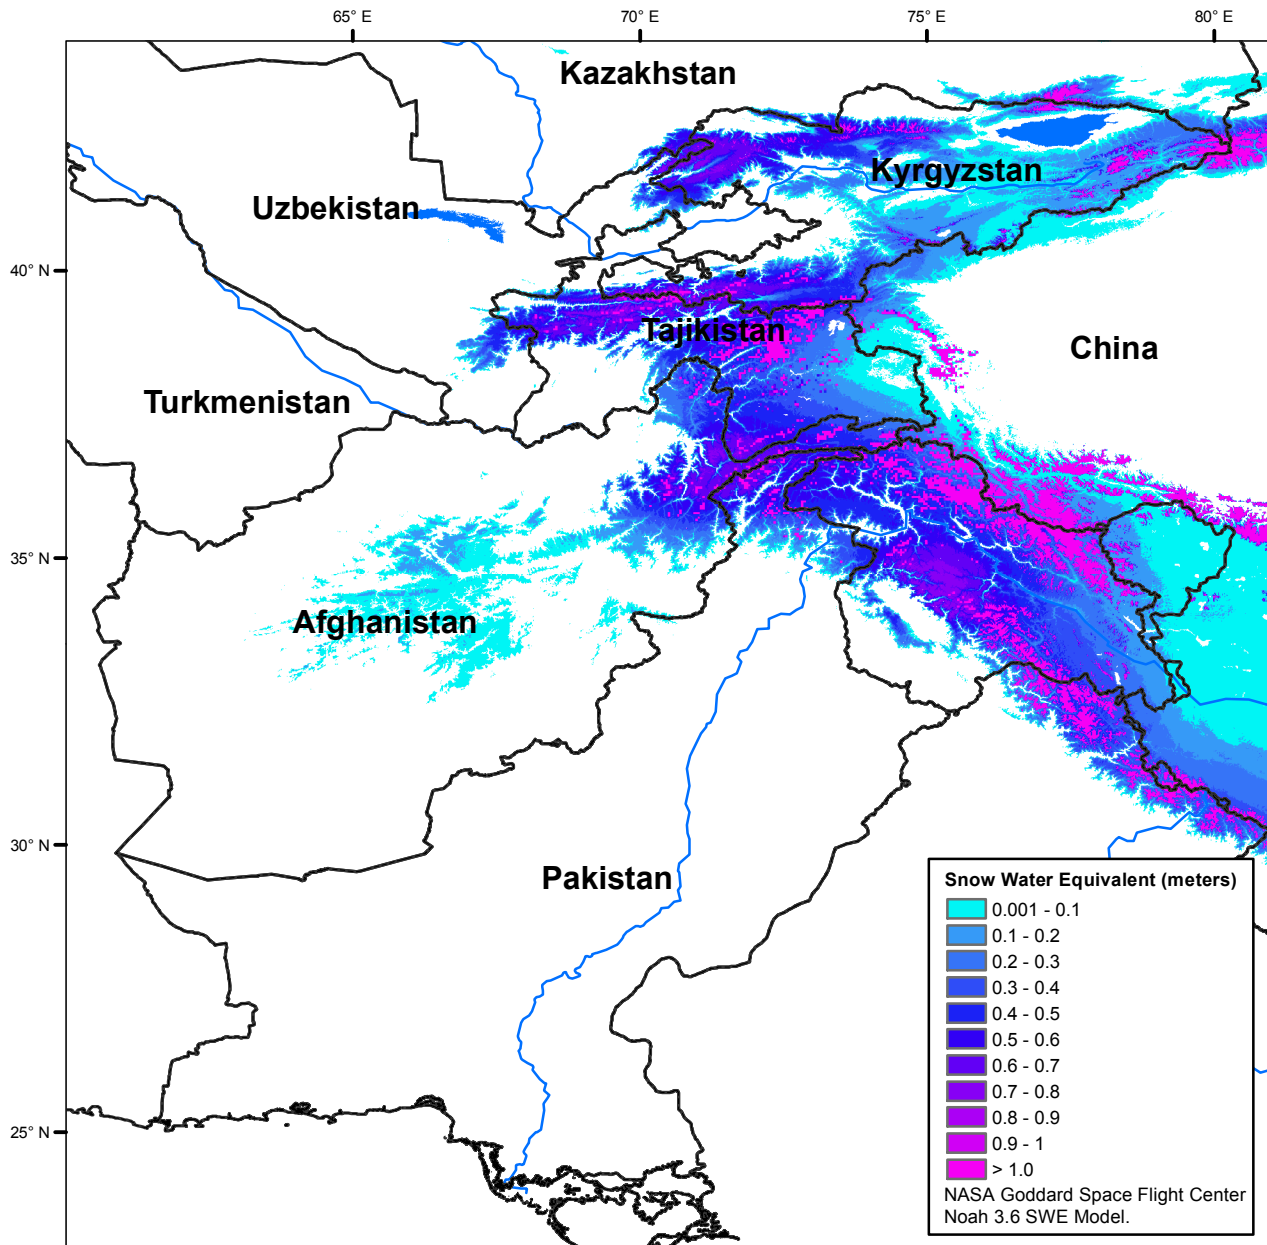 65° E
70° E
75° E
80° E
Kazakhstan
Kyrgyzstan
Uzbekistan
40° N
Tajikistan
China
Turkmenistan
35° N
Afghanistan
30° N
Pakistan
25° N
Snow Water Equivalent (meters)
0.001 - 0.1
0.1 - 0.2
0.2 - 0.3
0.3 - 0.4
0.4 - 0.5
0.5 - 0.6
0.6 - 0.7
0.7 - 0.8
0.8 - 0.9
0.9 - 1
> 1.0
NASA Goddard Space Flight Center
Noah 3.6 SWE Model.